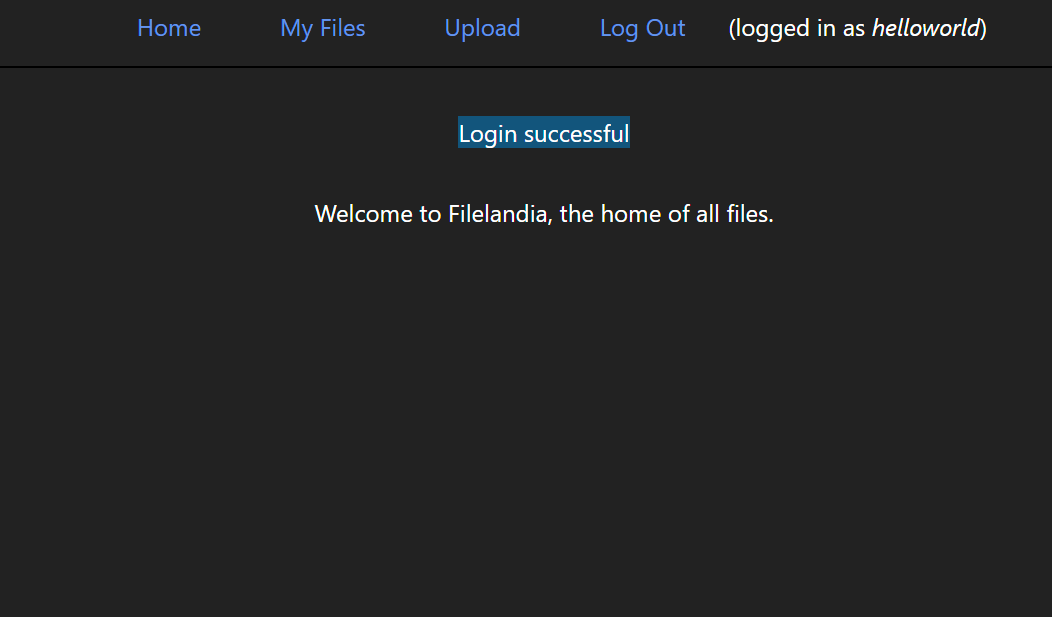 Home My Files Upload Log Out (logged in as helloworld)
Login successful
Welcome to Filelandia, the home of all files.